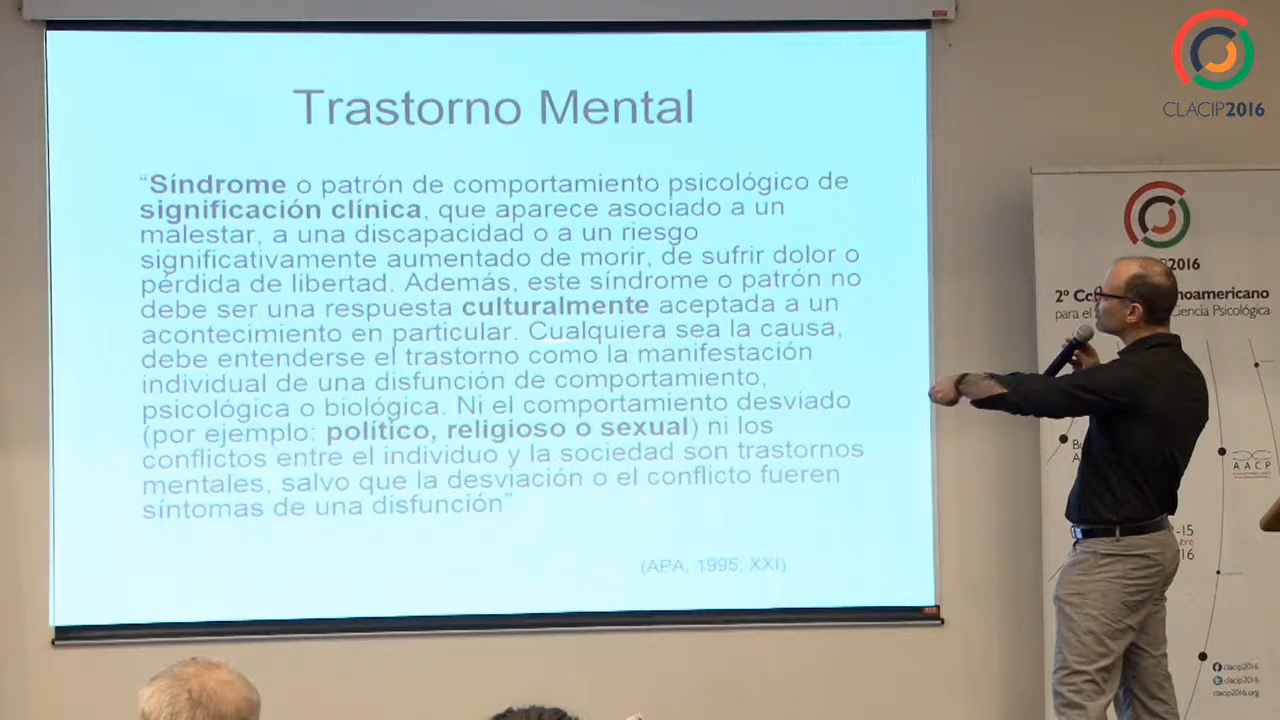 Trastorno Mental
“Síndrome o patrón de comportamiento psicológico de
significación clínica, que aparece asociado a un
malestar, a una discapacidad o a un riesgo
significativamente aumentado de morir, de sufrir dolor o
pérdida de libertad. Además, este síndrome o patrón no
debe ser una respuesta culturalmente aceptada a un
acontecimiento en particular. Cualquiera sea la causa,
debe entenderse el trastorno como la manifestación
individual de una disfunción de comportamiento,
psicológica o biológica. Ni el comportamiento desviado
(por ejemplo: político, religioso o sexual) ni los
conflictos entre el individuo y la sociedad son trastornos
mentales, salvo que la desviación o el conflicto fueren
síntomas de una disfunción”
(APA, 1995; XXI)
CLACIP2016
2016
2º
noamericano
para el
Ciencia Psicológica
AACP
-15
16
clacip2016
clacip2016
clacip2016.org